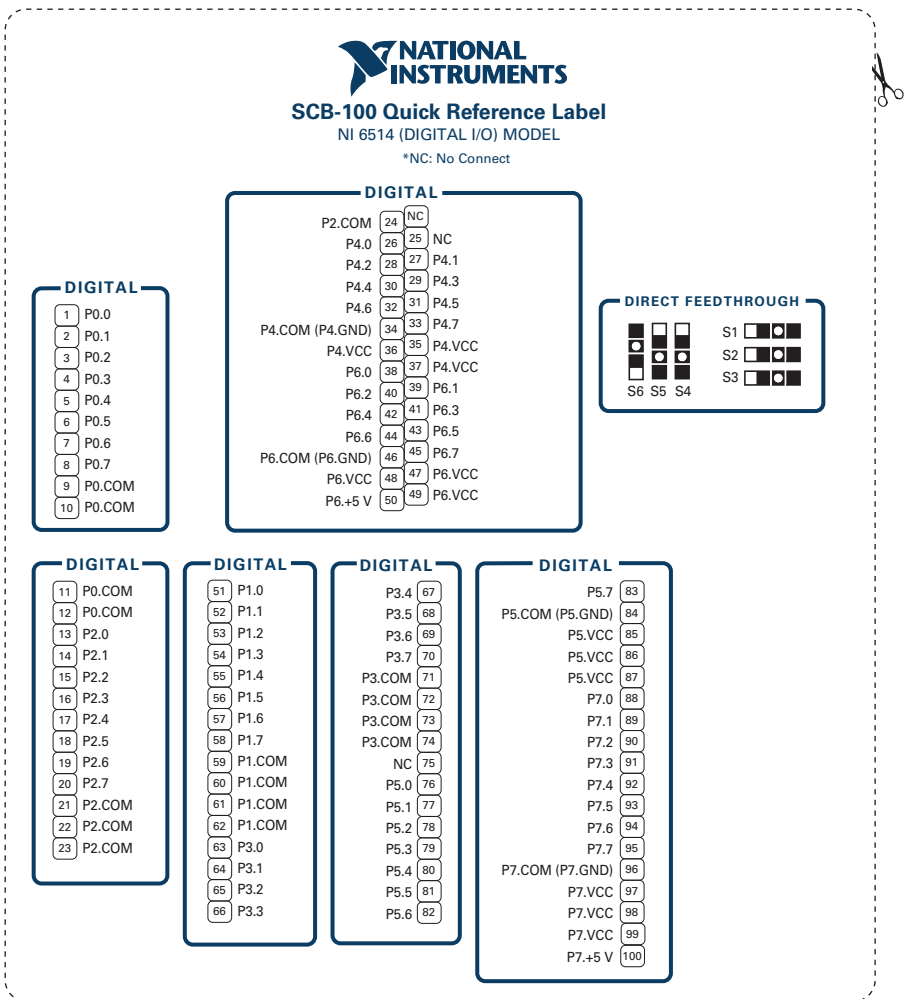 NATIONAL
INSTRUMENTS
SCB-100 Quick Reference Label
NI 6514 (DIGITAL I/O) MODEL
*NC: No Connect
DIGITAL
NC
P2.COM 24
25 NC
P4.0 26
27 P4.1
P4.2 28
29 P4.3
P4.4 30
31 P4.5
P4.6 32
33 P4.7
P4.COM (P4.GND) 34
35 P4.VCC
P4.VCC 36
37 P4.VCC
P6.0 38
39 P6.1
P6.2 40
41 P6.3
P6.4 42
43 P6.5
P6.6 44
45 P6.7
P6.COM (P6.GND) 46
47 P6.VCC
P6.VCC 48
49 P6.VCC
P6.+5 V 50
DIGITAL
1 P0.0
2 P0.1
3 P0.2
4 P0.3
5 P0.4
6 P0.5
7 P0.6
8 P0.7
9 P0.COM
10 P0.COM
DIRECT FEEDTHROUGH
S1
S2
S3
S6 S5 S4
DIGITAL
11 P0.COM
12 P0.COM
13 P2.0
14 P2.1
15 P2.2
16 P2.3
17 P2.4
18 P2.5
19 P2.6
20 P2.7
21 P2.COM
22 P2.COM
23 P2.COM
DIGITAL
51 P1.0
52 P1.1
53 P1.2
54 P1.3
55 P1.4
56 P1.5
57 P1.6
58 P1.7
59 P1.COM
60 P1.COM
61 P1.COM
62 P1.COM
63 P3.0
64 P3.1
65 P3.2
66 P3.3
DIGITAL
P3.4 67
P3.5 68
P3.6 69
P3.7 70
P3.COM 71
P3.COM 72
P3.COM 73
P3.COM 74
NC 75
P5.0 76
P5.1 77
P5.2 78
P5.3 79
P5.4 80
P5.5 81
P5.6 82
DIGITAL
P5.7 83
P5.COM (P5.GND) 84
P5.VCC 85
P5.VCC 86
P5.VCC 87
P7.0 88
P7.1 89
P7.2 90
P7.3 91
P7.4 92
P7.5 93
P7.6 94
P7.7 95
P7.COM (P7.GND) 96
P7.VCC 97
P7.VCC 98
P7.VCC 99
P7.+5 V 100